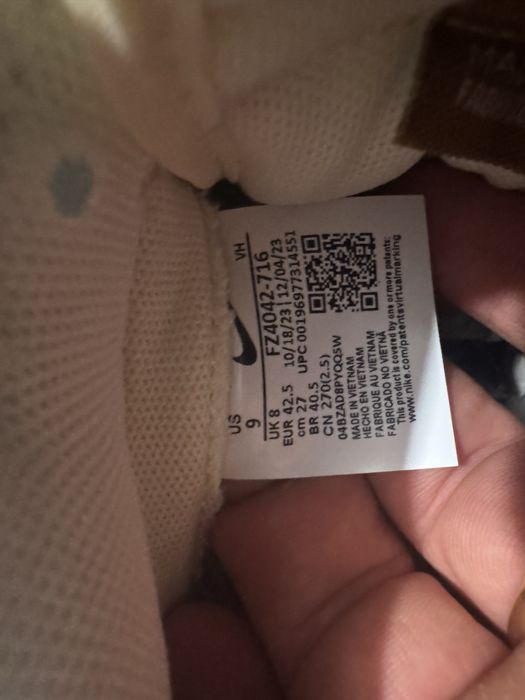 US VH
9
UK 8 FZ4042-716
EUR 42.5 10/18/23 | 12/04/23
cm 27 UPC 00196977314551
BR 40.5
CN 270(2.5)
04BZAD8PYQQ5W
MADE IN VIETNAM
HECHO EN VIETNAM
FABRIQUE AU VIETNAM
FABRICADO NO VIETNÃ
This product is covered by one or more patents:
www.nike.com/patentsvirtualmarking